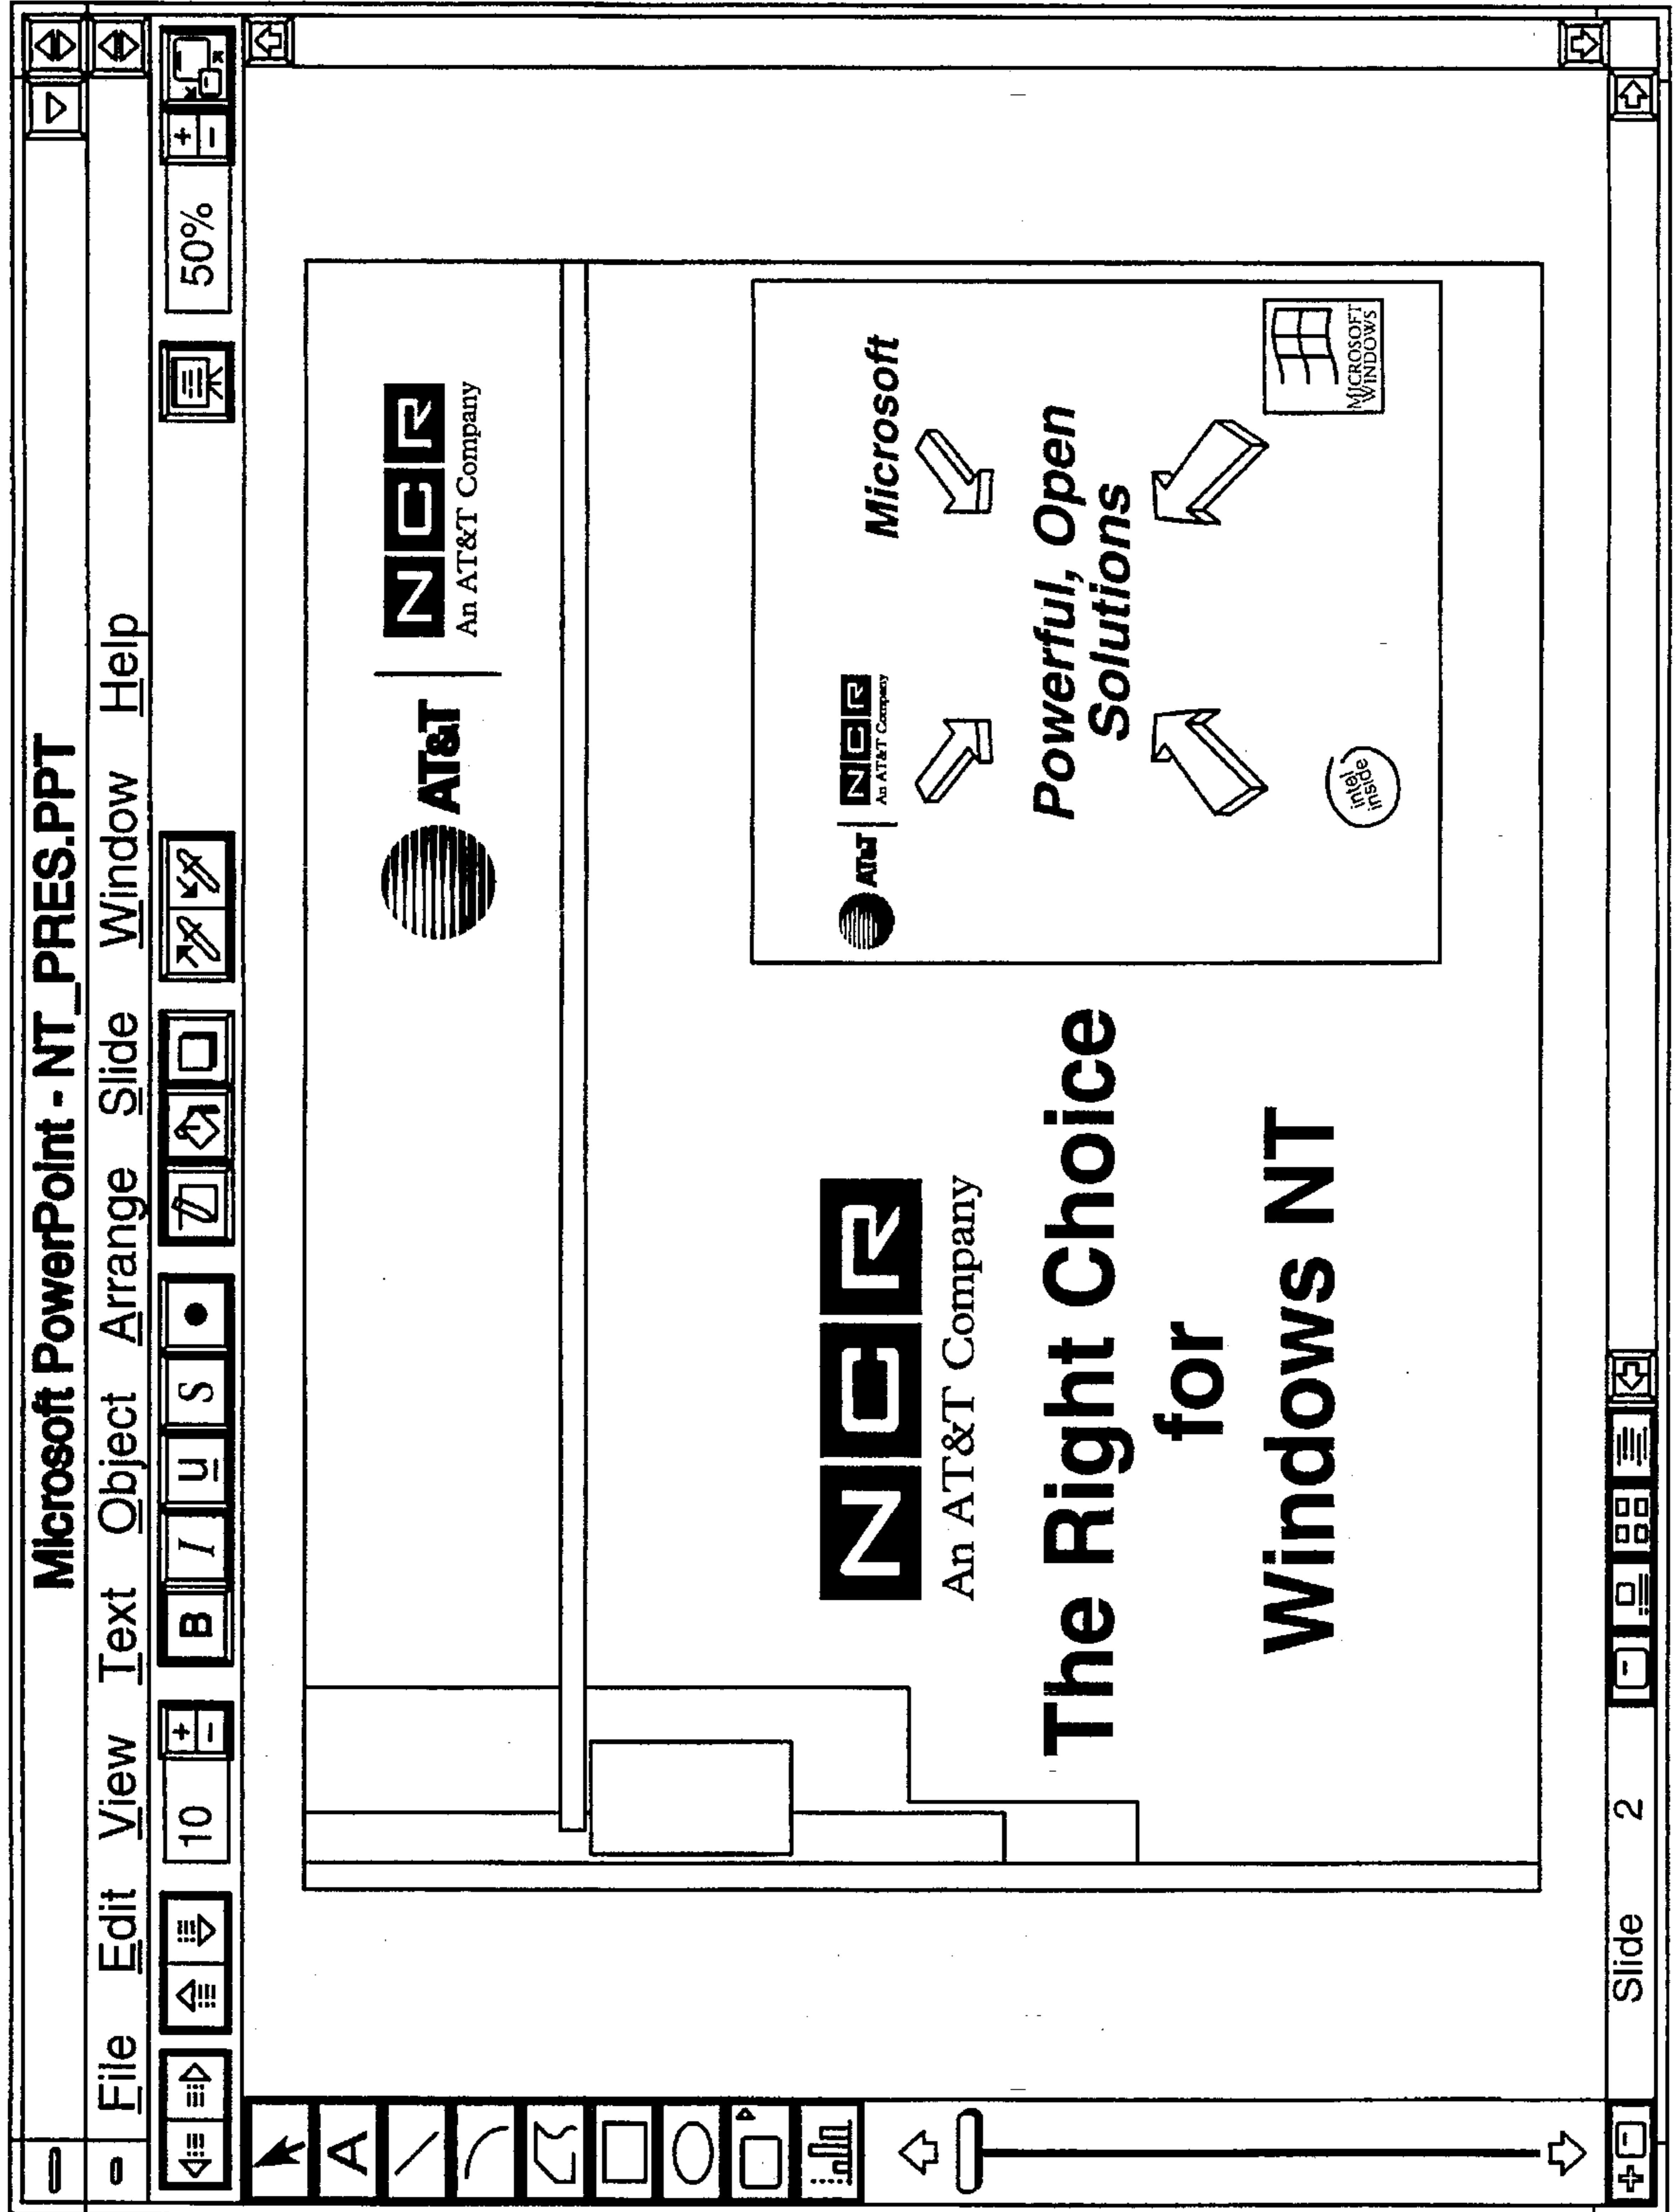 Microsoft PowerPoint - NT_PRES.PPT
File Edit View Text Object Arrange Slide Window Help
10 + - B I u S 50% + -
A
AT&T NCR
An AT&T Company
NCR
An AT&T Company
The Right Choice
for
Windows NT
AT&T NCR
An AT&T Company
Microsoft
Powerful, Open
Solutions
intel
inside
MICROSOFT
WINDOWS
Slide 2